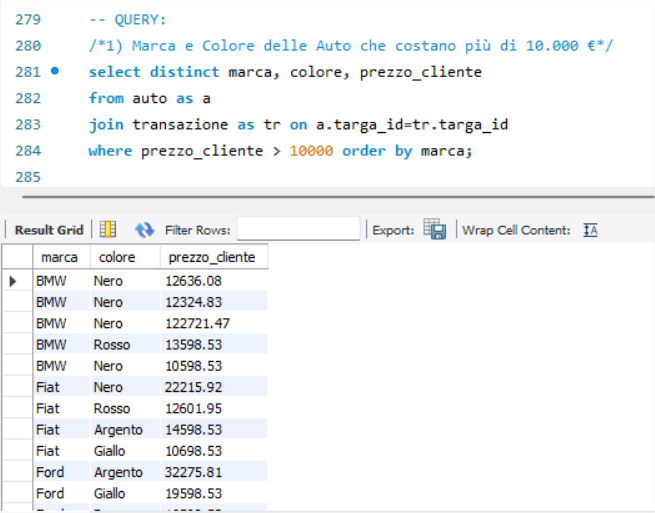 279 -- QUERY:
280 /*1) Marca e Colore delle Auto che costano più di 10.000 €*/
281 select distinct marca, colore, prezzo_cliente
282 from auto as a
283 join transazione as tr on a.targa_id=tr.targa_id
284 where prezzo_cliente > 10000 order by marca;
285
Result Grid Filter Rows: Export: Wrap Cell Content: IA
marca colore prezzo_cliente
BMW Nero 12636.08
BMW Nero 12324.83
BMW Nero 122721.47
BMW Rosso 13598.53
BMW Nero 10598.53
Fiat Nero 22215.92
Fiat Rosso 12601.95
Fiat Argento 14598.53
Fiat Giallo 10698.53
Ford Argento 32275.81
Ford Giallo 19598.53